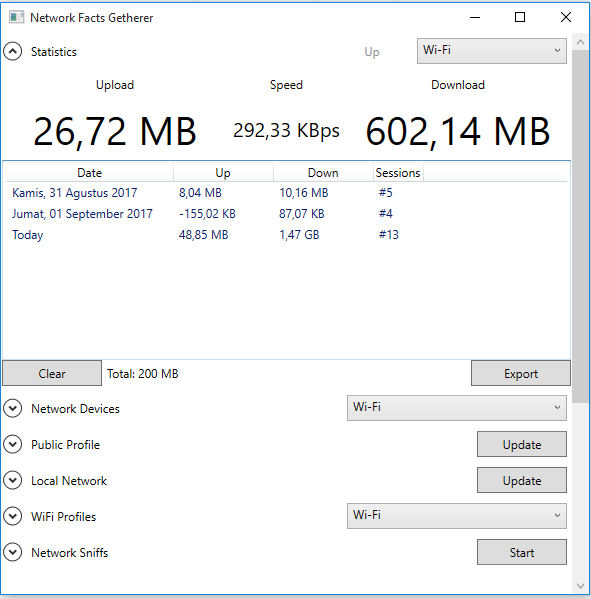 Network Facts Getherer
Statistics Up Wi-Fi
Upload Speed Download
26,72 MB 292,33 KBps 602,14 MB
Date Up Down Sessions
Kamis, 31 Agustus 2017 8,04 MB 10,16 MB #5
Jumat, 01 September 2017 -155,02 KB 87,07 KB #4
Today 48,85 MB 1,47 GB #13
Clear Total: 200 MB Export
Network Devices Wi-Fi
Public Profile Update
Local Network Update
WiFi Profiles Wi-Fi
Network Sniffs Start